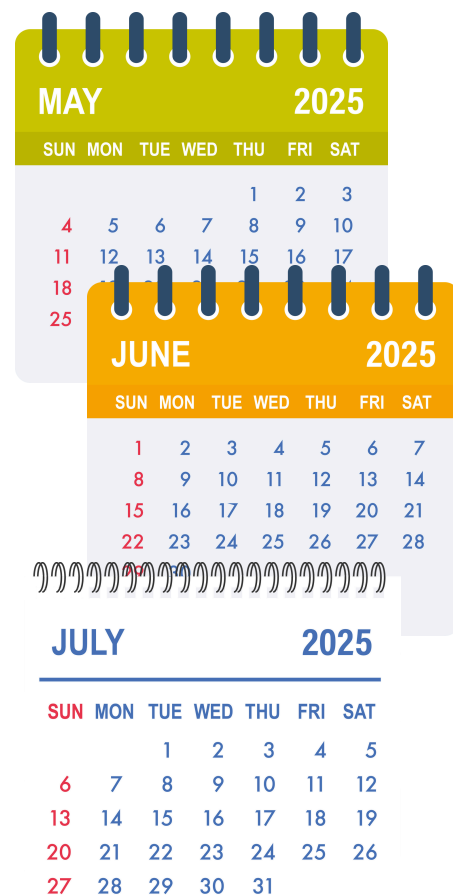 MAY 2025
SUN MON TUE WED THU FRI SAT
1 2 3
4 5 6 7 8 9 10
11 12 13 14 15 16 17
18
25
JUNE 2025
SUN MON TUE WED THU FRI SAT
1 2 3 4 5 6 7
8 9 10 11 12 13 14
15 16 17 18 19 20 21
22 23 24 25 26 27 28
JULY 2025
SUN MON TUE WED THU FRI SAT
1 2 3 4 5
6 7 8 9 10 11 12
13 14 15 16 17 18 19
20 21 22 23 24 25 26
27 28 29 30 31